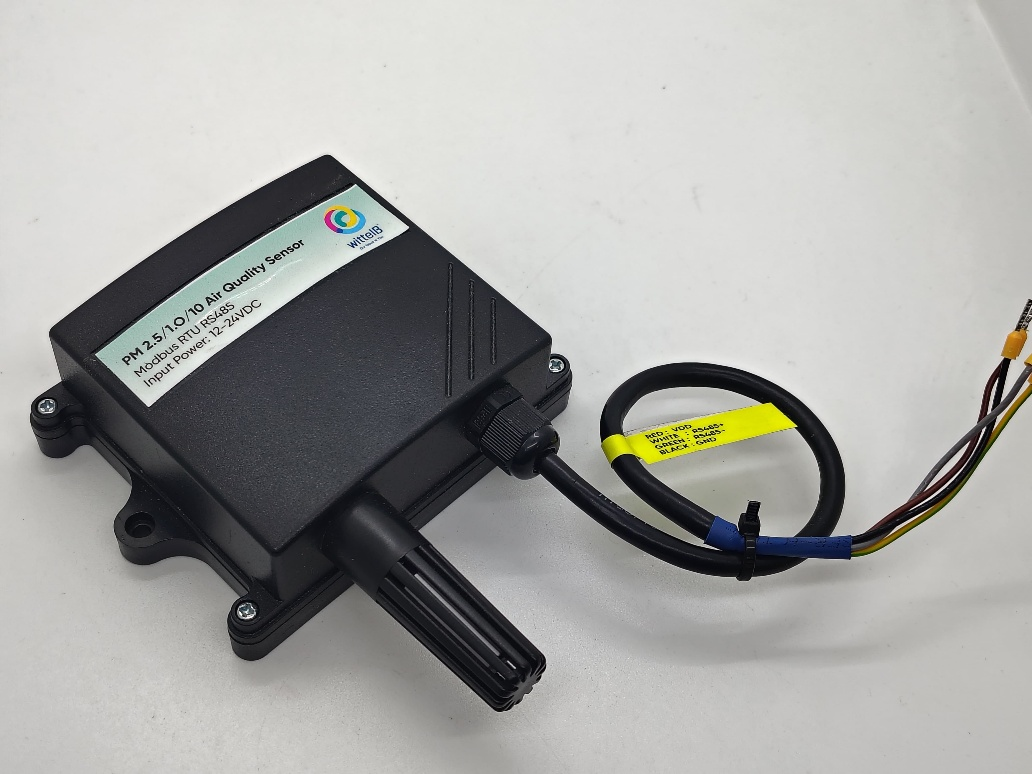 PM 2.5/1.0/10 Air Quality Sensor
Modbus RTU RS485
Input Power: 12-24VDC
wittelB
RED : VDD
WHITE : RS485+
GREEN : RS485-
BLACK : GND